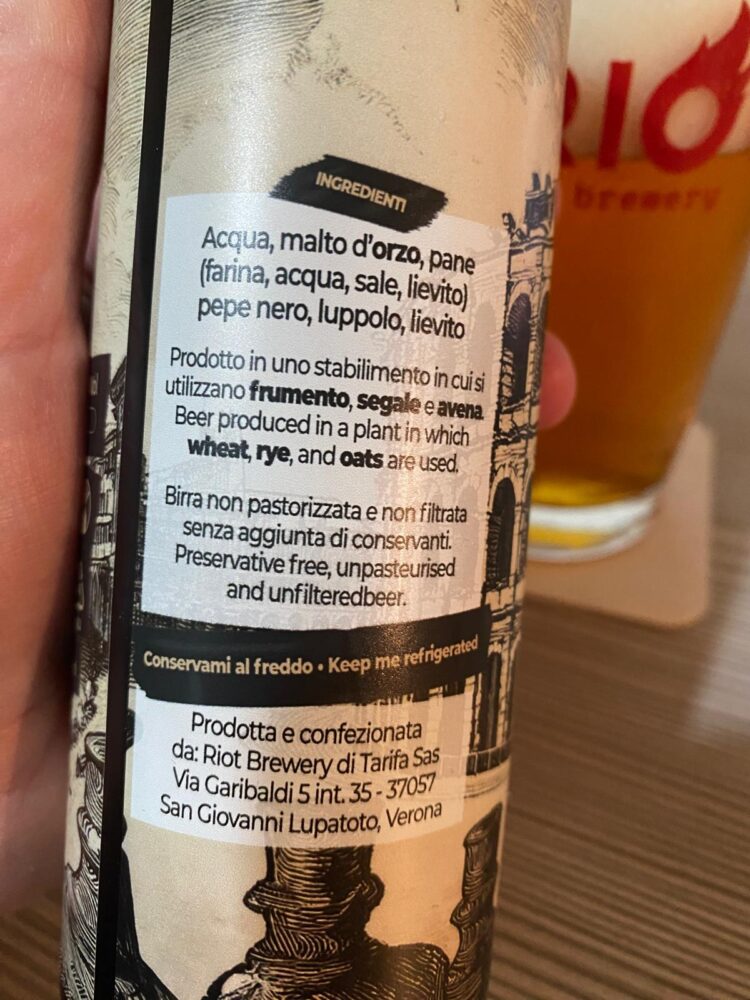 INGREDIENTI
Acqua, malto d'orzo, pane
(farina, acqua, sale, lievito)
pepe nero, luppolo, lievito
Prodotto in uno stabilimento in cui si
utilizzano frumento, segale e avena.
Beer produced in a plant in which
wheat, rye, and oats are used.
Birra non pastorizzata e non filtrata
senza aggiunta di conservanti.
Preservative free, unpasteurised
and unfilteredbeer.
Conservami al freddo • Keep me refrigerated
Prodotta e confezionata
da: Riot Brewery di Tarifa Sas
Via Garibaldi 5 int. 35 - 37057
San Giovanni Lupatoto, Verona
RIO
brewery